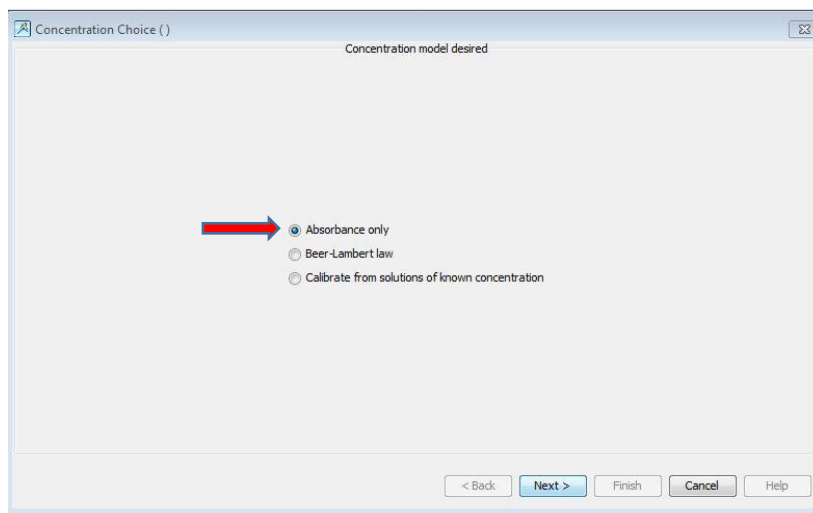 Concentration Choice ( )
Concentration model desired
Absorbance only
Beer-Lambert law
Calibrate from solutions of known concentration
< Back Next > Finish Cancel Help